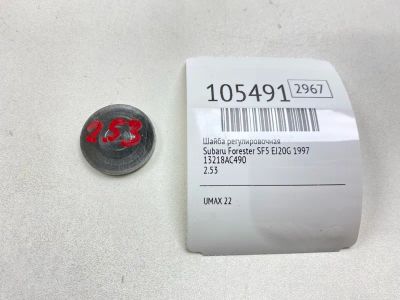 2.53
105491 2967
Шайба регулировочная
Subaru Forester SF5 EJ20G 1997
13218AC490
2.53
UMAX 22